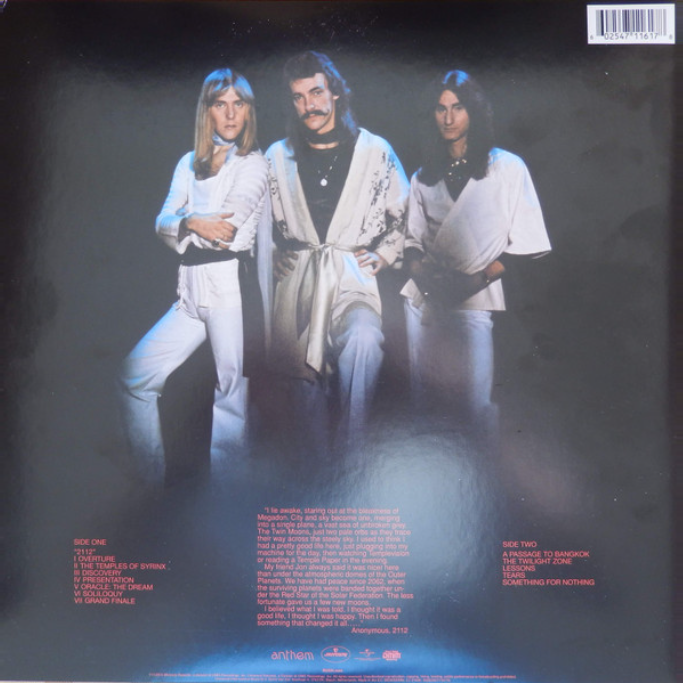 6 02547 11617 8
SIDE ONE
"2112"
I OVERTURE
II THE TEMPLES OF SYRINX
III DISCOVERY
IV PRESENTATION
V ORACLE: THE DREAM
VI SOLILOQUY
VII GRAND FINALE
"I lie awake, staring out at the bleakness of
Megadon. City and sky become one, merging
into a single plane, a vast sea of unbroken grey.
The Twin Moons, just two pale orbs as they trace
their way across the steely sky. I used to think I
had a pretty good life here, just plugging into my
machine for the day, then watching Templevision
or reading a Temple Paper in the evening.
My friend Jon always said it was nicer here
than under the atmospheric domes of the Outer
Planets. We have had peace since 2062, when
the surviving planets were banded together un-
der the Red Star of the Solar Federation. The less
fortunate gave us a few new moons.
I believed what I was told. I thought it was a
good life, I thought I was happy. Then I found
something that changed it all. . .
Anonymous, 2112
SIDE TWO
A PASSAGE TO BANGKOK
THE TWILIGHT ZONE
LESSONS
TEARS
SOMETHING FOR NOTHING
anthem